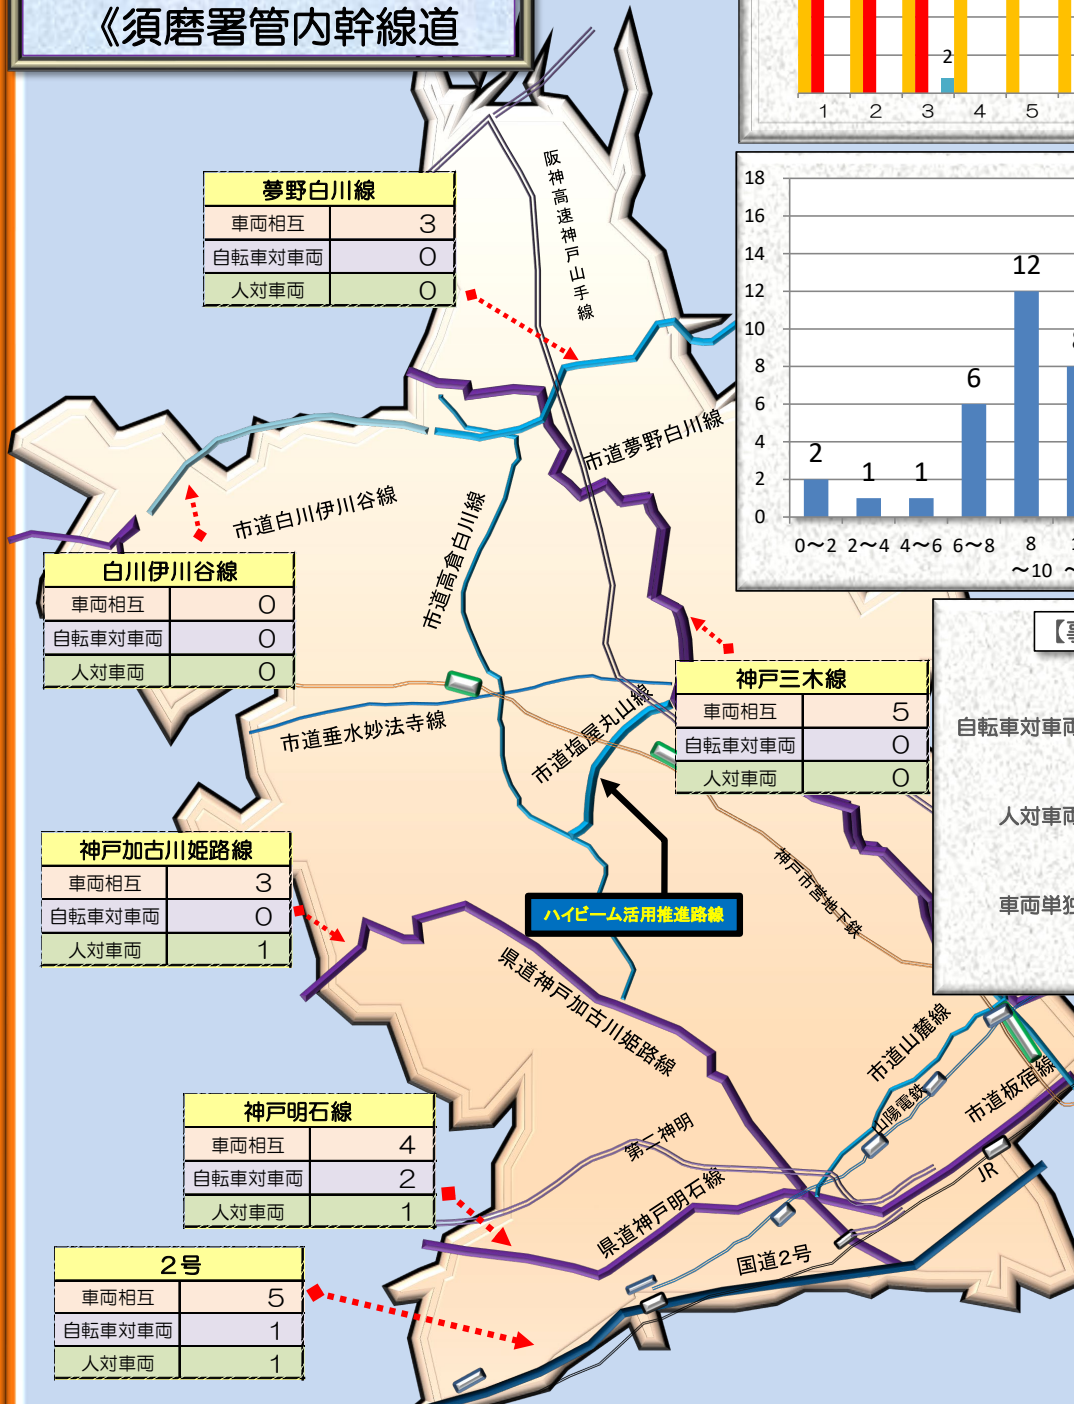 《須磨署管内幹線道
2
1 2 3 4 5
18
16
14
12
10
8
6
4
2
0
2
1
1
6
12
0～2 2～4 4～6 6～8 8
～10
夢野白川線
車両相互 3
自転車対車両 0
人対車両 0
阪神高速神戸山手線
市道夢野白川線
市道白川伊川谷線
市道高倉白川線
白川伊川谷線
車両相互 0
自転車対車両 0
人対車両 0
市道垂水妙法寺線
市道塩屋丸山線
神戸三木線
車両相互 5
自転車対車両 0
人対車両 0
自転車対車両
人対車両
車両単独
神戸加古川姫路線
車両相互 3
自転車対車両 0
人対車両 1
ハイビーム活用推進路線
神戸市営地下鉄
県道神戸加古川姫路線
市道山麓線
山陽電鉄
市道板宿線
神戸明石線
車両相互 4
自転車対車両 2
人対車両 1
第二神明
県道神戸明石線
JR
国道2号
2号
車両相互 5
自転車対車両 1
人対車両 1